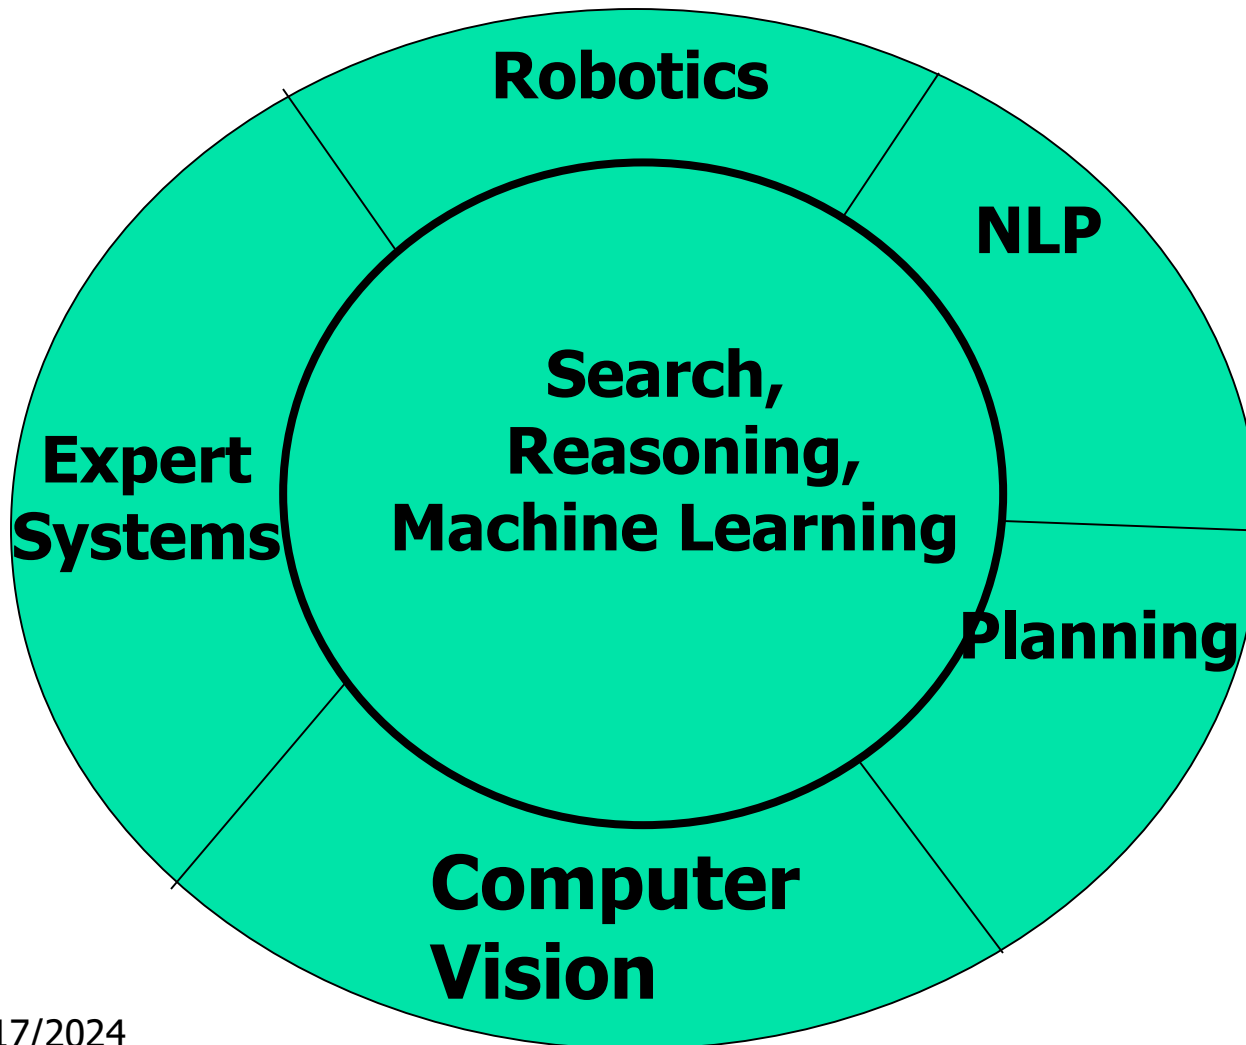 Robotics
NLP
Search,
Reasoning,
Machine Learning
Expert
Systems
Planning
Computer
Vision
17/2024